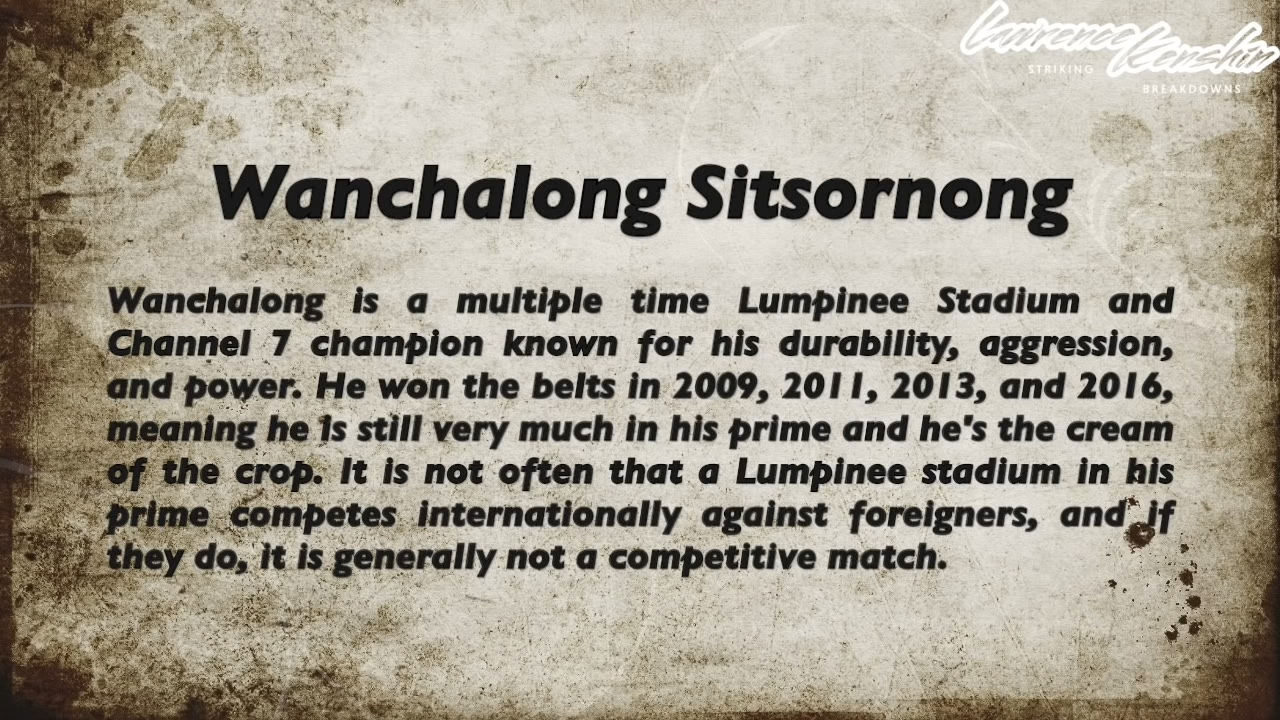 Lawrence Kenshin
STRIKING
BREAKDOWNS
Wanchalong Sitsornong
Wanchalong is a multiple time Lumpinee Stadium and
Channel 7 champion known for his durability, aggression,
and power. He won the belts in 2009, 2011, 2013, and 2016,
meaning he is still very much in his prime and he's the cream
of the crop. It is not often that a Lumpinee stadium in his
prime competes internationally against foreigners, and if
they do, it is generally not a competitive match.